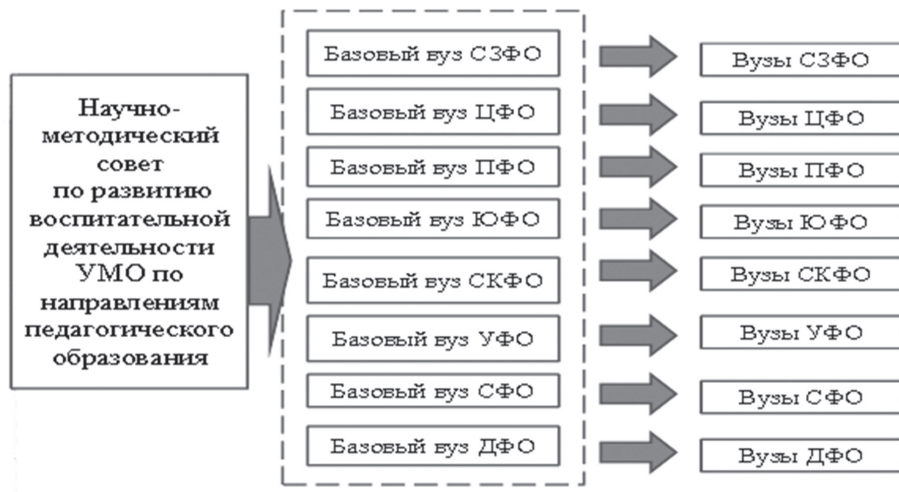 Научно-
методический
совет
по развитию
воспитательной
деятельности
УМО по
направлениям
педагогического
образования
Базовый вуз СЗФО
Базовый вуз ЦФО
Базовый вуз ПФО
Базовый вуз ЮФО
Базовый вуз СКФО
Базовый вуз УФО
Базовый вуз СФО
Базовый вуз ДФО
Вузы СЗФО
Вузы ЦФО
Вузы ПФО
Вузы ЮФО
Вузы СКФО
Вузы УФО
Вузы СФО
Вузы ДФО